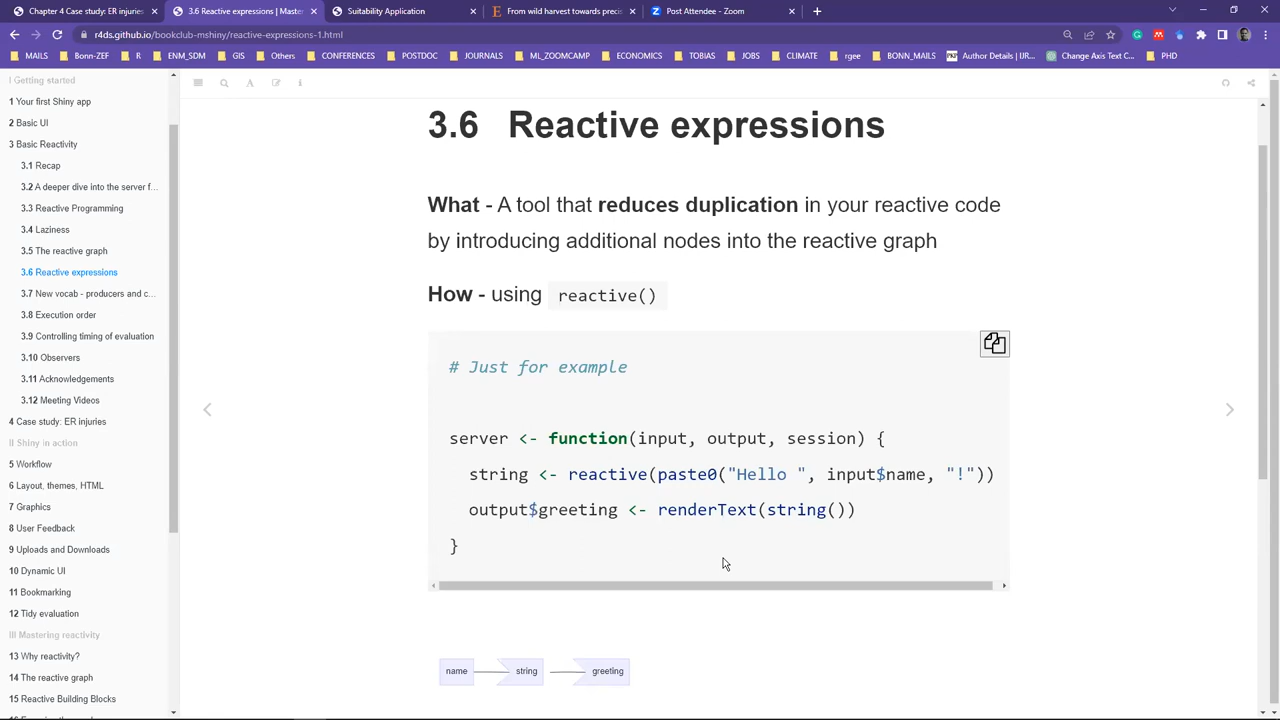 Chapter 4 Case study: ER injuries
3.6 Reactive expressions | Maste
Suitability Application
From wild harvest towards preci
Post Attendee - Zoom
r4ds.github.io/bookclub-mshiny/reactive-expressions-1.html
MAILS
Bonn-ZEF
R
ENM_SDM
GIS
Others
CONFERENCES
POSTDOC
JOURNALS
ML_ZOOMCAMP
ECONOMICS
TOBIAS
JOBS
CLIMATE
rgee
BONN_MAILS
Author Details | IJR...
Change Axis Text C...
PHD
I Getting started
1 Your first Shiny app
2 Basic UI
3 Basic Reactivity
3.1 Recap
3.2 A deeper dive into the server f...
3.3 Reactive Programming
3.4 Laziness
3.5 The reactive graph
3.6 Reactive expressions
3.7 New vocab - producers and c...
3.8 Execution order
3.9 Controlling timing of evaluation
3.10 Observers
3.11 Acknowledgements
3.12 Meeting Videos
4 Case study: ER injuries
II Shiny in action
5 Workflow
6 Layout, themes, HTML
7 Graphics
8 User Feedback
9 Uploads and Downloads
10 Dynamic UI
11 Bookmarking
12 Tidy evaluation
III Mastering reactivity
13 Why reactivity?
14 The reactive graph
15 Reactive Building Blocks
3.6 Reactive expressions
What - A tool that reduces duplication in your reactive code
by introducing additional nodes into the reactive graph
How - using reactive()
# Just for example
server <- function(input, output, session) {
string <- reactive(paste0("Hello ", input$name, "!"))
output$greeting <- renderText(string())
}
name
string
greeting